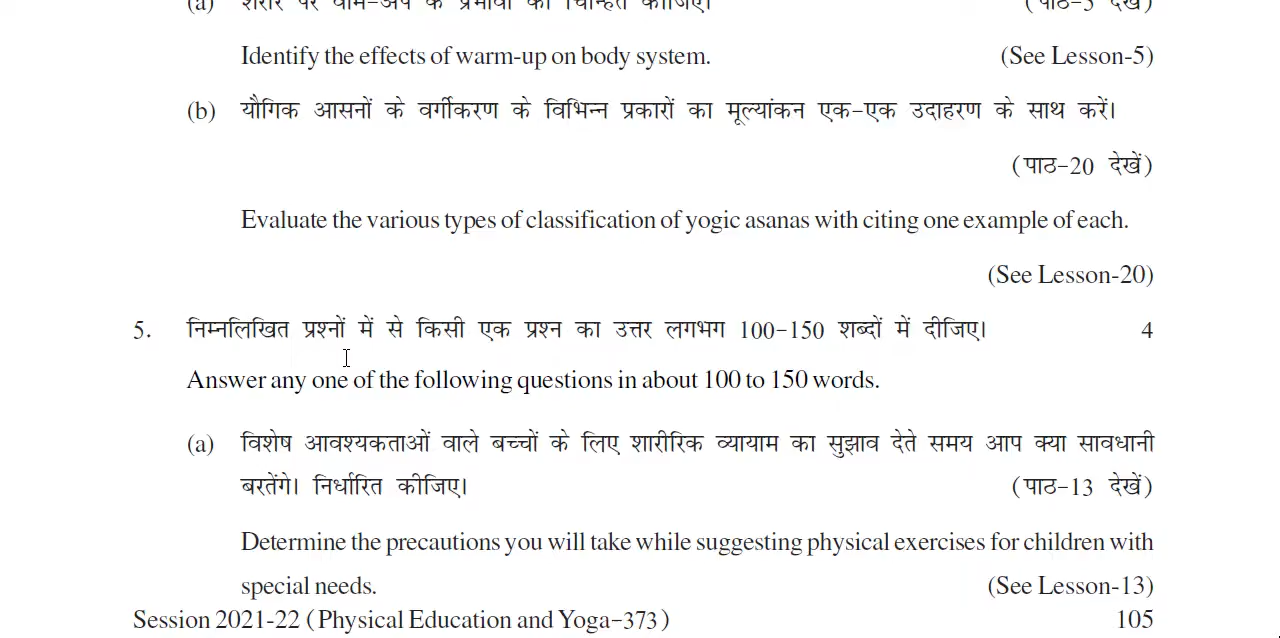 (a) शरीर पर वार्म-अप के प्रभावों को चिन्हित कीजिए। (पाठ-5 देखें)
Identify the effects of warm-up on body system. (See Lesson-5)
(b) यौगिक आसनों के वर्गीकरण के विभिन्न प्रकारों का मूल्यांकन एक-एक उदाहरण के साथ करें।
(पाठ-20 देखें)
Evaluate the various types of classification of yogic asanas with citing one example of each.
(See Lesson-20)
5. निम्नलिखित प्रश्नों में से किसी एक प्रश्न का उत्तर लगभग 100-150 शब्दों में दीजिए। 4
Answer any one of the following questions in about 100 to 150 words.
(a) विशेष आवश्यकताओं वाले बच्चों के लिए शारीरिक व्यायाम का सुझाव देते समय आप क्या सावधानी
बरतेंगे। निर्धारित कीजिए। (पाठ-13 देखें)
Determine the precautions you will take while suggesting physical exercises for children with
special needs. (See Lesson-13)
Session 2021-22 (Physical Education and Yoga-373) 105